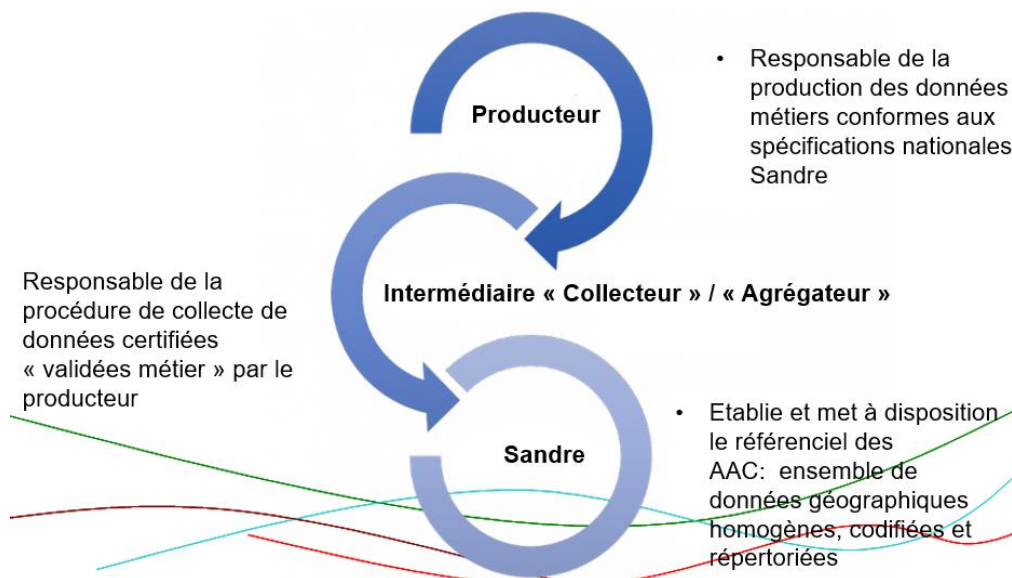 Producteur
• Responsable de la
production des données
métiers conformes aux
spécifications nationales
Sandre
Intermédiaire « Collecteur » / « Agrégateur »
Responsable de la
procédure de collecte de
données certifiées
« validées métier » par le
producteur
Sandre
• Etablie et met à disposition
le référenciel des
AAC: ensemble de
données géographiques
homogènes, codifiées et
répertoriées